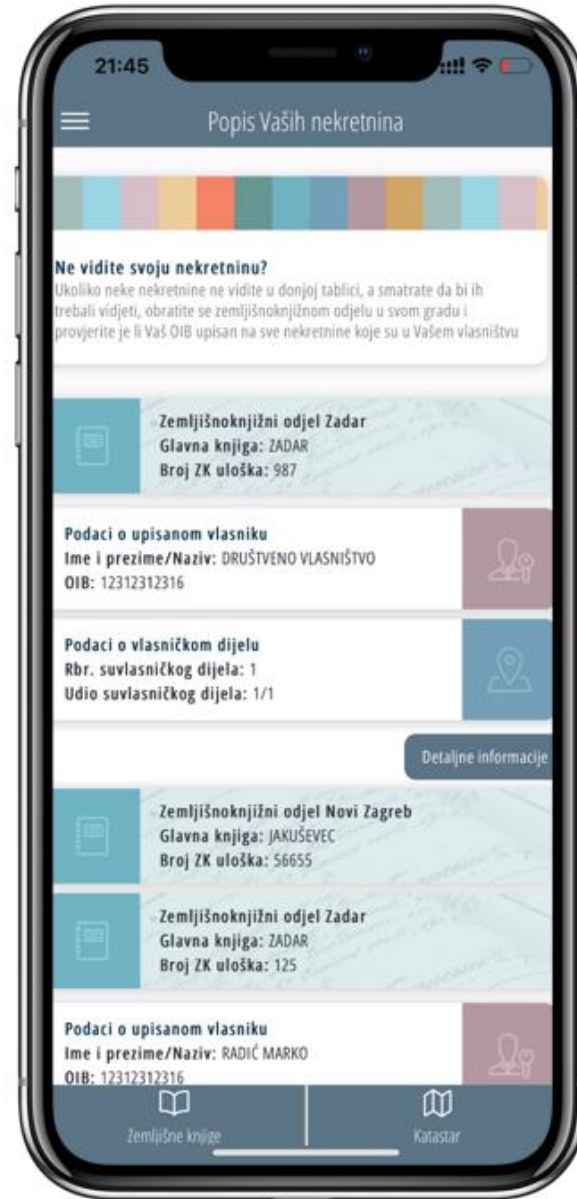 21:45
Popis Vaših nekretnina
Ne vidite svoju nekretninu?
Ukoliko neke nekretnine ne vidite u donjoj tablici, a smatrate da bi ih
trebali vidjeti, obratite se zemljišnoknjižnom odjelu u svom gradu i
provjerite je li Vaš OIB upisan na sve nekretnine koje su u Vašem vlasništvu
Zemljišnoknjižni odjel Zadar
Glavna knjiga: ZADAR
Broj ZK uloška: 987
Podaci o upisanom vlasniku
Ime i prezime/Naziv: DRUŠTVENO VLASNIŠTVO
OIB: 12312312316
Podaci o vlasničkom dijelu
Rbr. suvlasničkog dijela: 1
Udio suvlasničkog dijela: 1/1
Detaljne informacije
Zemljišnoknjižni odjel Novi Zagreb
Glavna knjiga: JAKUŠEVEC
Broj ZK uloška: 56655
Zemljišnoknjižni odjel Zadar
Glavna knjiga: ZADAR
Broj ZK uloška: 125
Podaci o upisanom vlasniku
Ime i prezime/Naziv: RADIĆ MARKO
OIB: 12312312316
Zemljišne knjige
Katastar